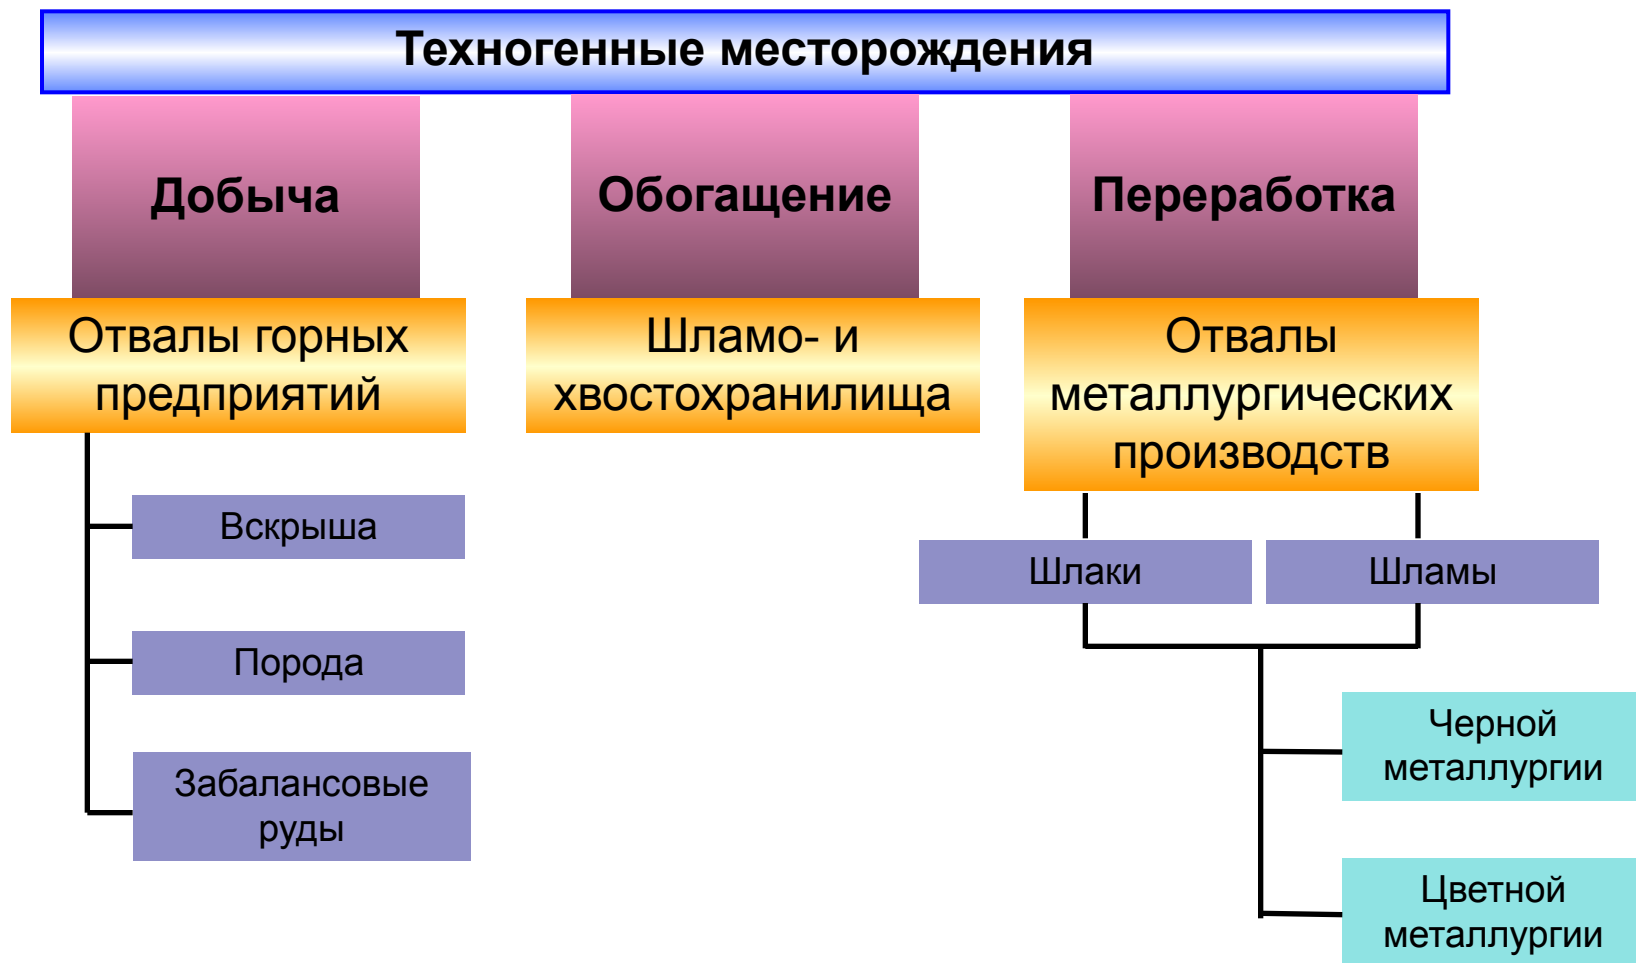 Техногенные месторождения
Добыча
Обогащение
Переработка
Отвалы горных
предприятий
Шламо- и
хвостохранилища
Отвалы
металлургических
производств
Вскрыша
Порода
Забалансовые
руды
Шлаки
Шламы
Черной
металлургии
Цветной
металлургии